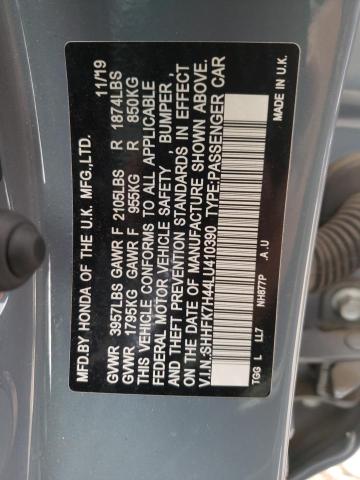 MFD.BY HONDA OF THE U.K. MFG.,LTD. 11/19
GVWR 3957LBS GAWR F 2105LBS R 1874LBS
GVWR 1795KG GAWR F 955KG R 850KG
THIS VEHICLE CONFORMS TO ALL APPLICABLE
FEDERAL MOTOR VEHICLE SAFETY, BUMPER,
AND THEFT PREVENTION STANDARDS IN EFFECT
ON THE DATE OF MANUFACTURE SHOWN ABOVE.
V.I.N.:SHHFK7H44LU410390 TYPE:PASSENGER CAR
TGG L LL7 NH877P .A.U MADE IN U.K.